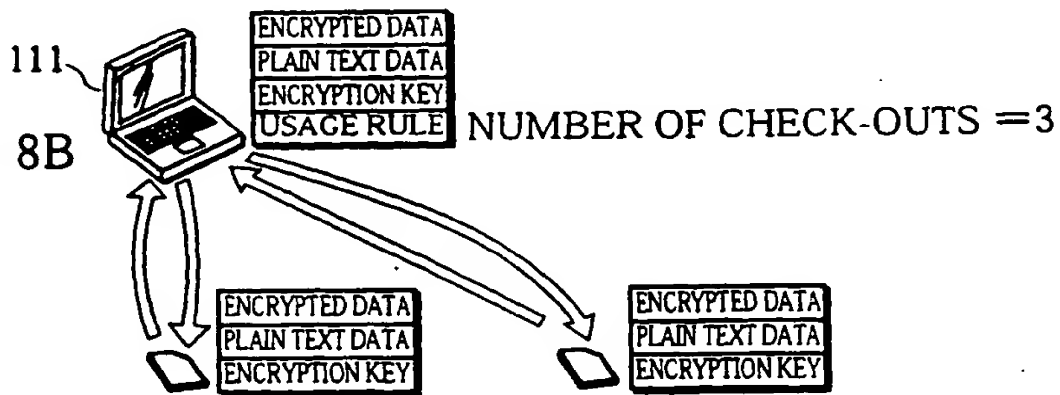 ENCRYPTED DATA
111
PLAIN TEXT DATA
ENCRYPTION KEY
USAGE RULE NUMBER OF CHECK-OUTS =3
8B
ENCRYPTED DATA
PLAIN TEXT DATA
ENCRYPTION KEY
ENCRYPTED DATA
PLAIN TEXT DATA
ENCRYPTION KEY